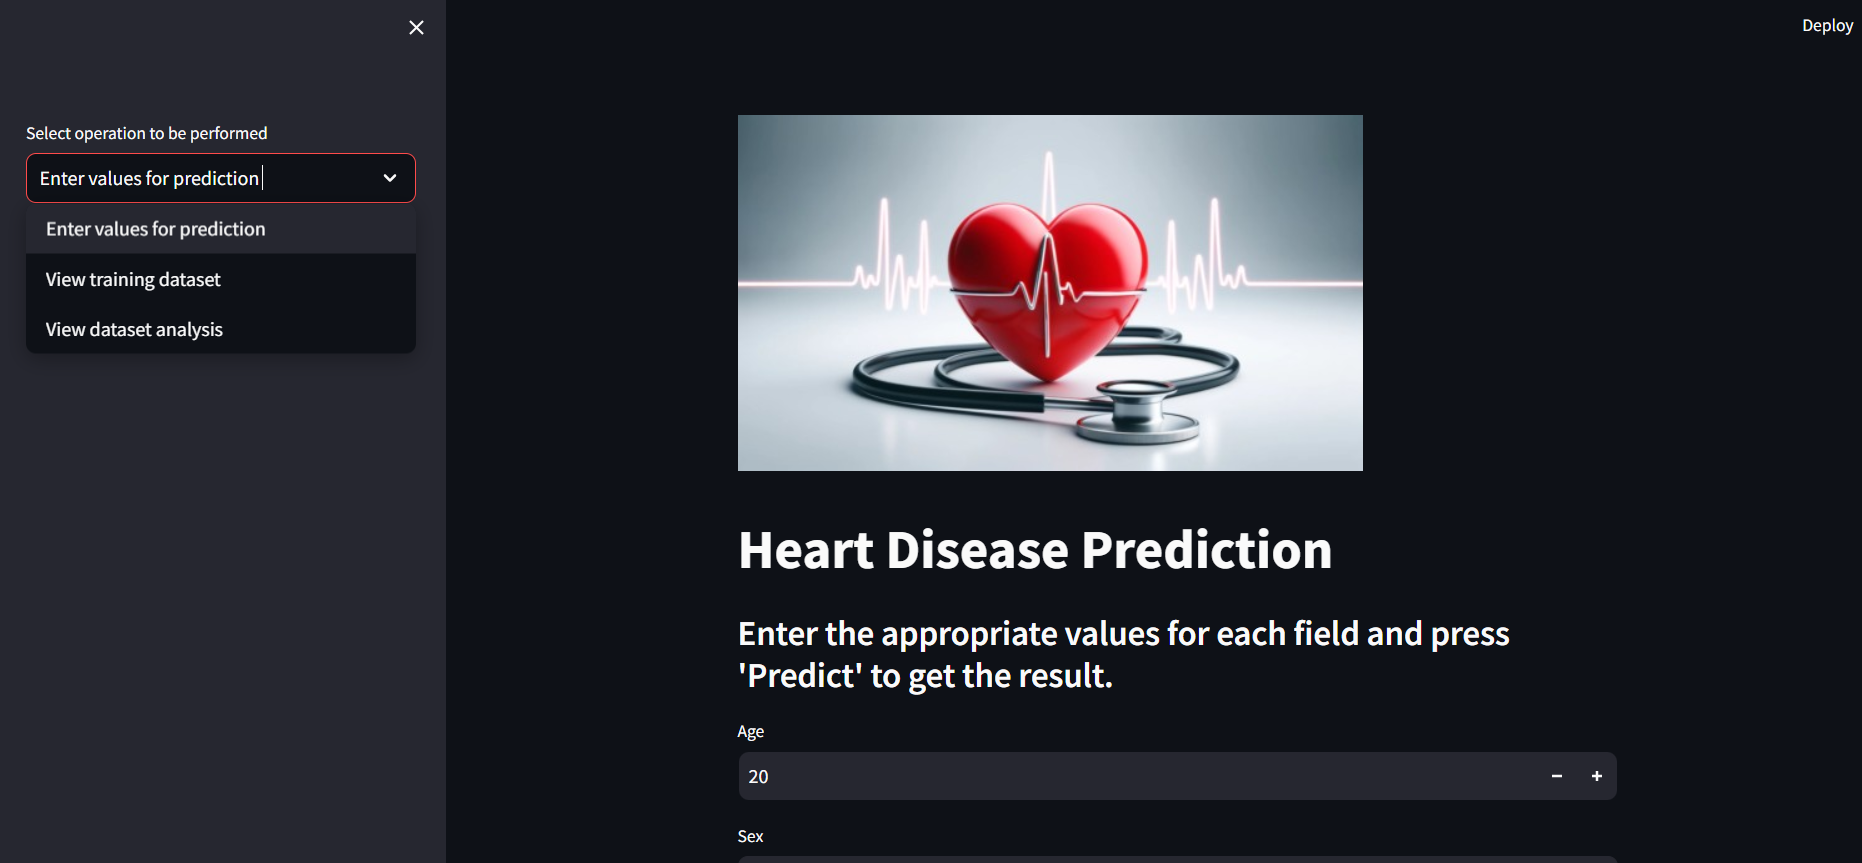 Deploy
Select operation to be performed
Enter values for prediction
Enter values for prediction
View training dataset
View dataset analysis
Heart Disease Prediction
Enter the appropriate values for each field and press
'Predict' to get the result.
Age
20
Sex